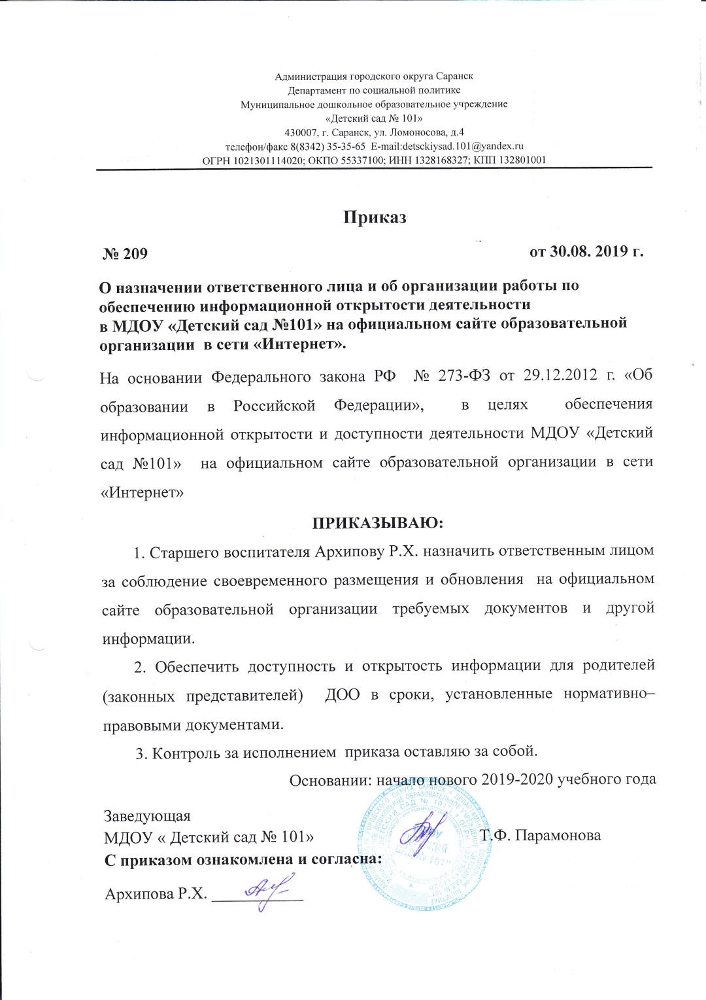 Администрация городского округа Саранск
Департамент по социальной политике
Муниципальное дошкольное образовательное учреждение
«Детский сад № 101»
430007, г. Саранск, ул. Ломоносова, д.4
телефон/факс 8(8342) 35-35-65 E-mail:detsckiysad.101@yandex.ru
ОГРН 1021301114020; ОКПО 55337100; ИНН 1328168327; КПП 132801001
Приказ
№ 209 от 30.08. 2019 г.
О назначении ответственного лица и об организации работы по
обеспечению информационной открытости деятельности
в МДОУ «Детский сад №101» на официальном сайте образовательной
организации в сети «Интернет».
На основании Федерального закона РФ № 273-ФЗ от 29.12.2012 г. «Об
образовании в Российской Федерации», в целях обеспечения
информационной открытости и доступности деятельности МДОУ «Детский
сад №101» на официальном сайте образовательной организации в сети
«Интернет»
ПРИКАЗЫВАЮ:
1. Старшего воспитателя Архипову Р.Х. назначить ответственным лицом
за соблюдение своевременного размещения и обновления на официальном
сайте образовательной организации требуемых документов и другой
информации.
2. Обеспечить доступность и открытость информации для родителей
(законных представителей) ДОО в сроки, установленные нормативно–
правовыми документами.
3. Контроль за исполнением приказа оставляю за собой.
Основании: начало нового 2019-2020 учебного года
Заведующая
МДОУ « Детский сад № 101» Т.Ф. Парамонова
С приказом ознакомлена и согласна:
Архипова Р.Х. ___________